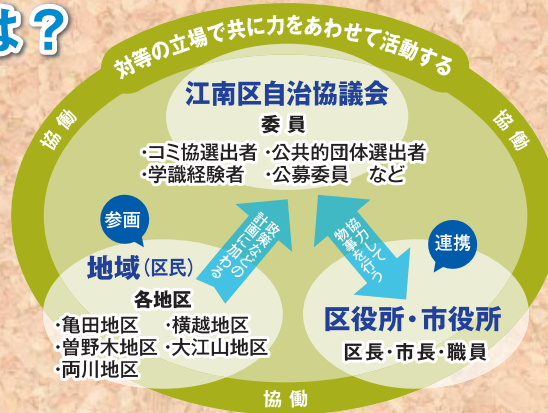 は？
対等の立場で共に力をあわせて活動する
協働
協働
江南区自治協議会
委員
・コミ協選出者 ・公共的団体選出者
・学識経験者 ・公募委員 など
参画
政策などの
計画に加わる
協力して
物事を行う
連携
地域(区民)
各地区
・亀田地区 ・横越地区
・曽野木地区 ・大江山地区
・両川地区
区役所・市役所
区長・市長・職員
協働